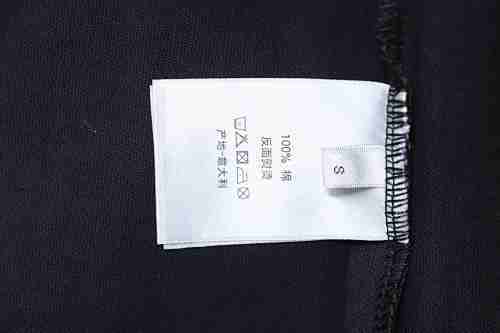 S
100% 棉
反面熨烫
产地-意大利